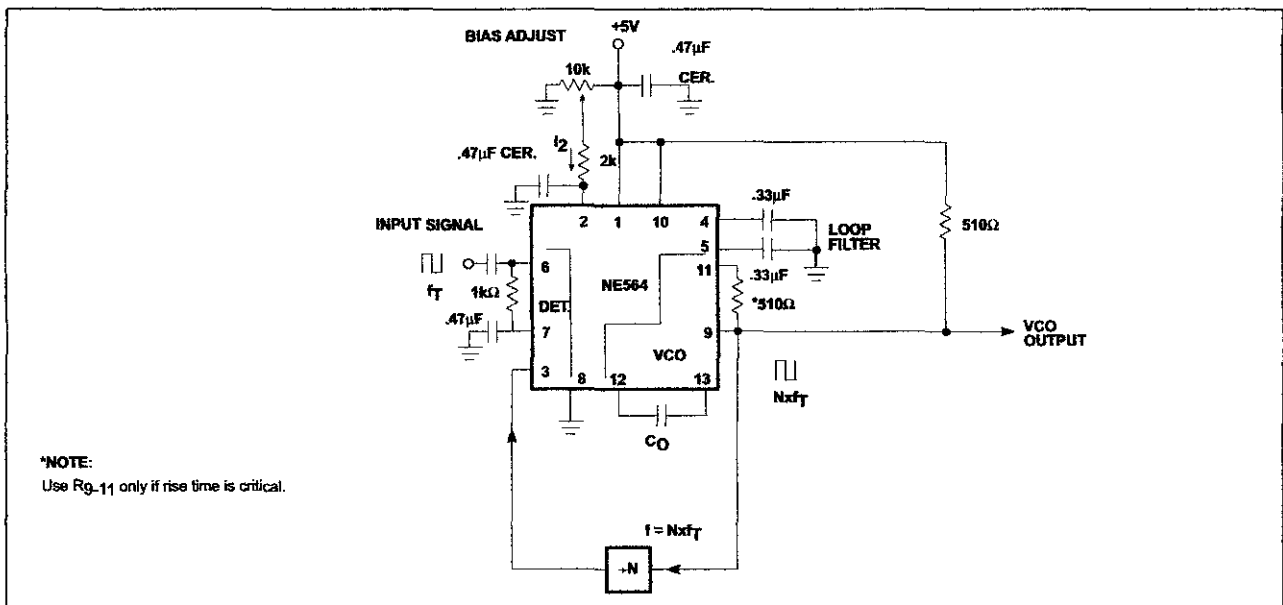 BIAS ADJUST
+5V
.47µF
CER.
10k
I2
2k
.47µF CER.
2
1
10
4
.33µF
INPUT SIGNAL
5
LOOP
FILTER
510Ω
fT
6
NE564
11
.33µF
1kΩ
DET.
*510Ω
.47µF
7
VCO
9
VCO
OUTPUT
3
8
12
13
NxfT
CO
*NOTE:
Use R9–11 only if rise time is critical.
f = NxfT
÷N